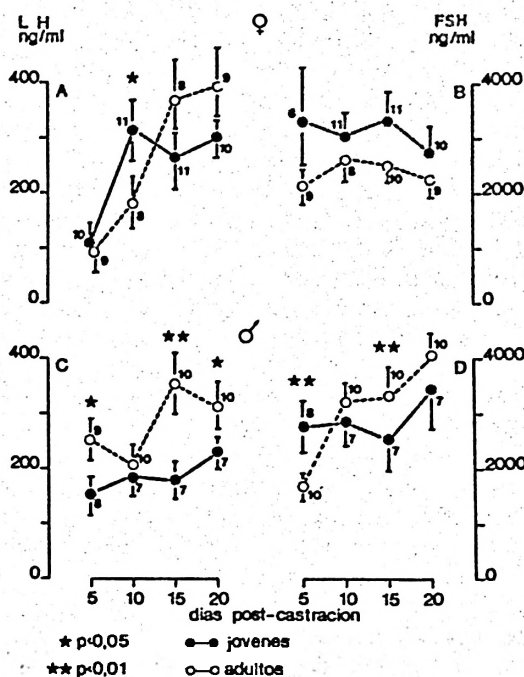 L H FSH
ng/ml ♀ ng/ml
400 A ★ B 4000
8 9
11 11 10 6 11 11 10
200 8 9 8 10 9 2000
10 9
0 0
♂
400 C ★★ ★ ★★ ★★ D 4000
★ 9 10 10 10 10 10 10
200 8 7 7 7 8 7 7 7 2000
0 0
5 10 15 20 5 10 15 20
dias post-castracion
★ p<0,05 ●—● jovenes
★★ p<0,01 ○--○ adultos